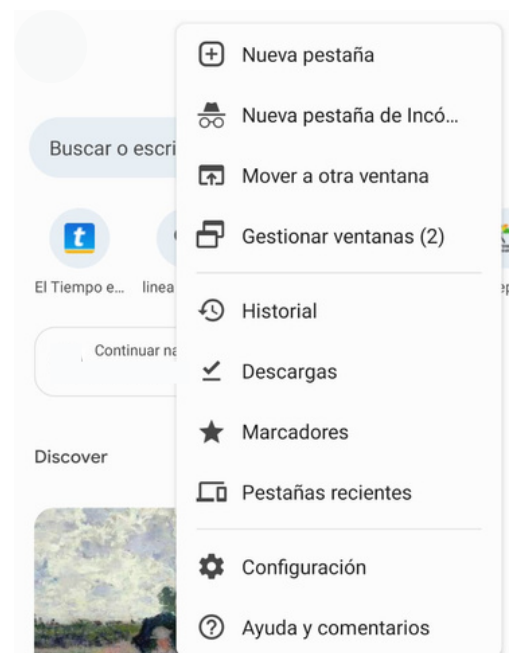 Nueva pestaña
Nueva pestaña de Incó...
Buscar o escri
Mover a otra ventana
t
Gestionar ventanas (2)
El Tiempo e...
linea
Historial
Continuar na
Descargas
Marcadores
Discover
Pestañas recientes
Configuración
Ayuda y comentarios